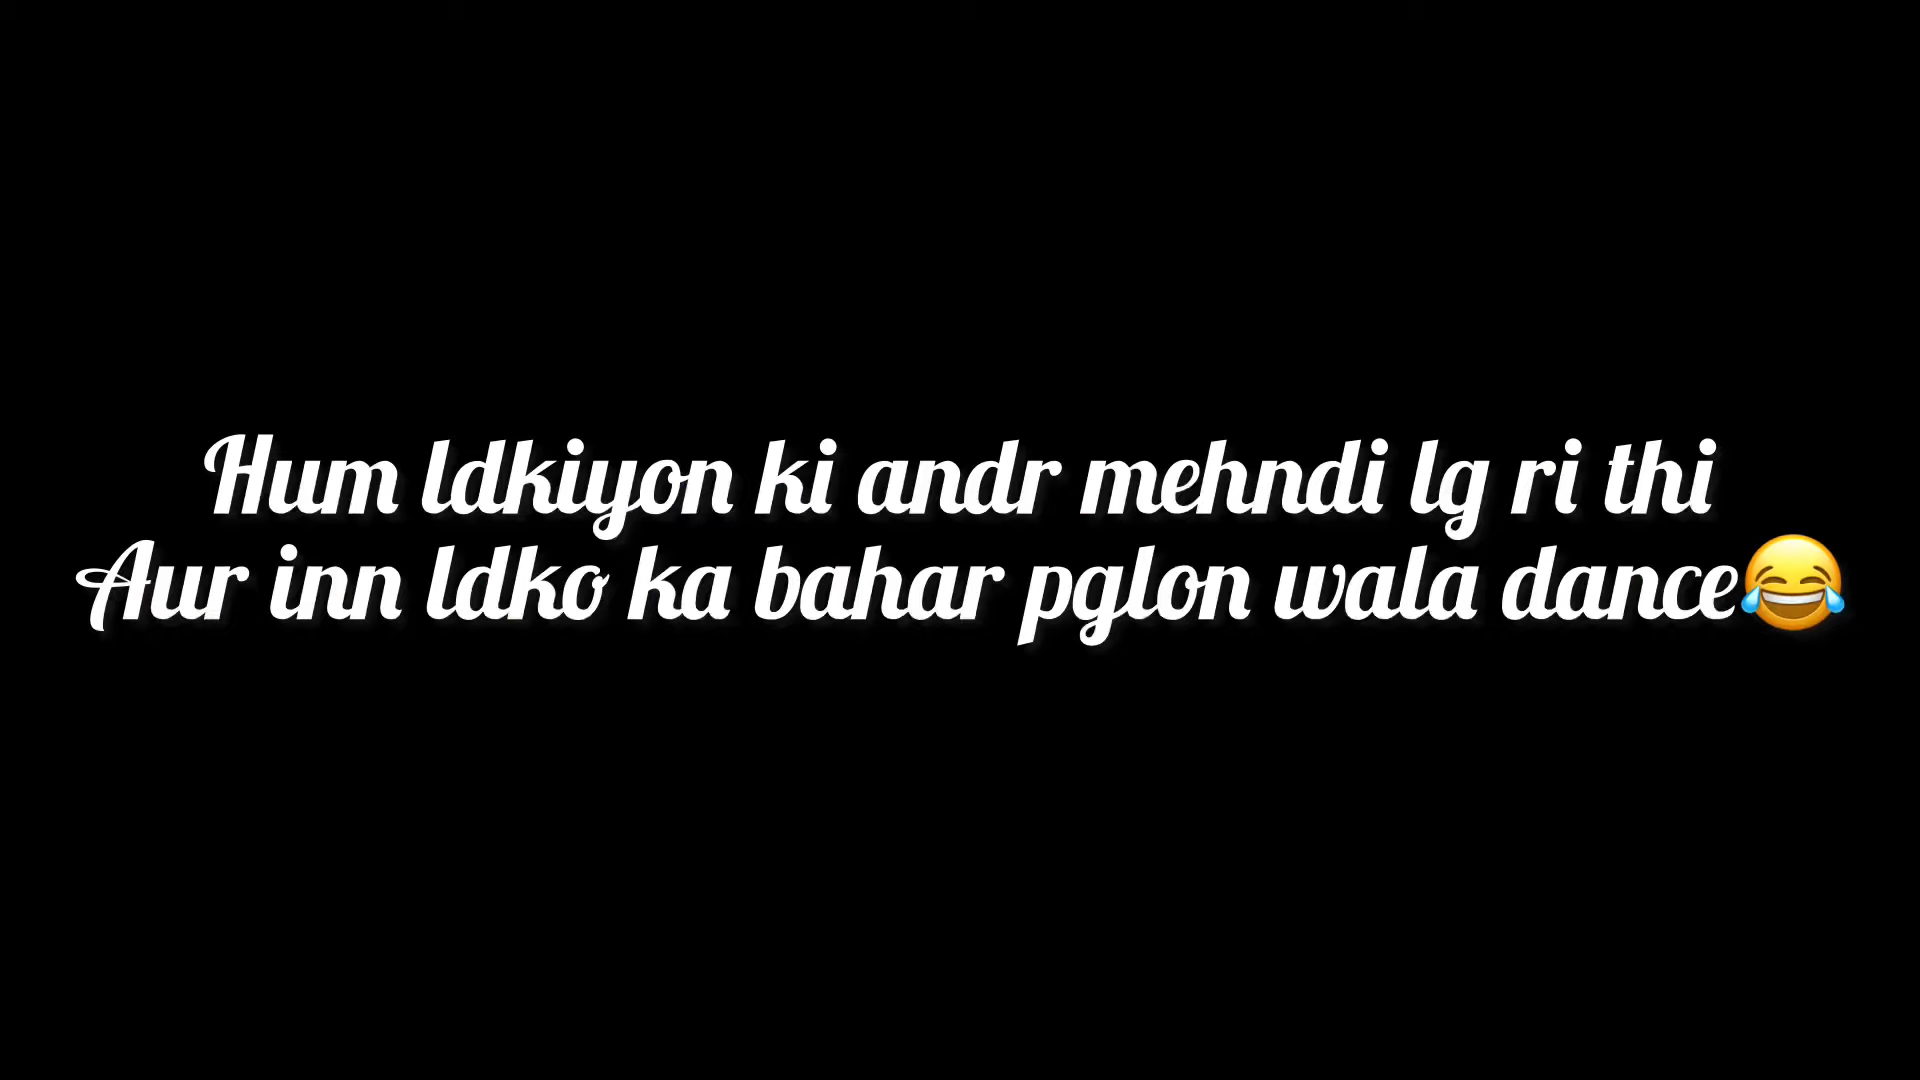 Hum ldkiyon ki andr mehndi lg ri thi
Aur inn ldko ka bahar pglon wala dance😂